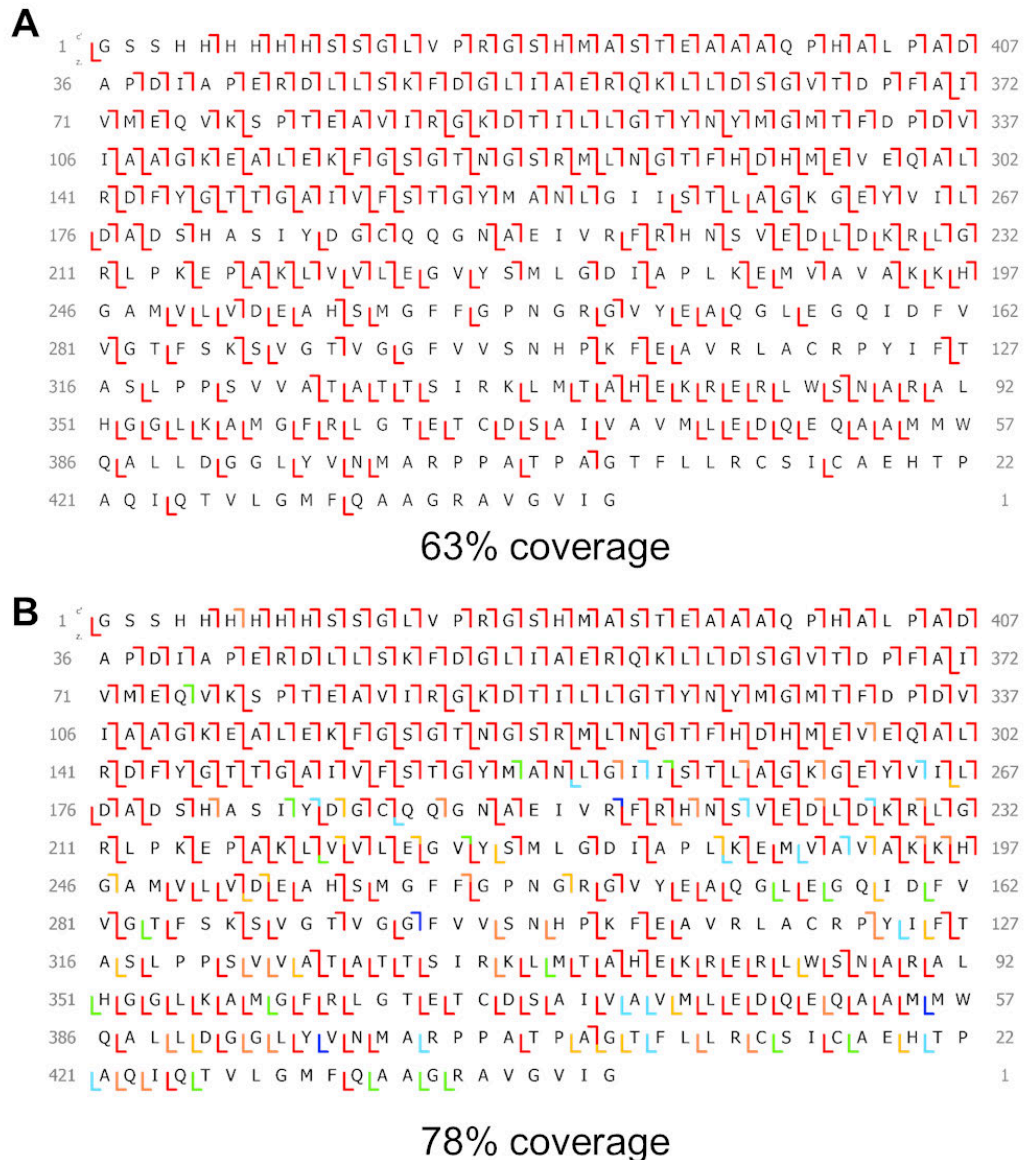 A
c'
1 G S S H H H H H H S S G L V P R G S H M A S T E A A A Q P H A L P A D 407
z.
36 A P D I A P E R D L L S K F D G L I A E R Q K L L D S G V T D P F A I 372
71 V M E Q V K S P T E A V I R G K D T I L L G T Y N Y M G M T F D P D V 337
106 I A A G K E A L E K F G S G T N G S R M L N G T F H D H M E V E Q A L 302
141 R D F Y G T T G A I V F S T G Y M A N L G I I S T L A G K G E Y V I L 267
176 D A D S H A S I Y D G C Q Q G N A E I V R F R H N S V E D L D K R L G 232
211 R L P K E P A K L V V L E G V Y S M L G D I A P L K E M V A V A K K H 197
246 G A M V L L V D E A H S M G F F G P N G R G V Y E A Q G L E G Q I D F V 162
281 V G T F S K S V G T V G G F V V S N H P K F E A V R L A C R P Y I F T 127
316 A S L P P S V V A T A T T S I R K L M T A H E K R E R L W S N A R A L 92
351 H G G L K A M G F R L G T E T C D S A I V A V M L E D Q E Q A A M M W 57
386 Q A L L D G G L Y V N M A R P P A T P A G T F L L R C S I C A E H T P 22
421 A Q I Q T V L G M F Q A A G R A V G V I G 1
63% coverage
B
c'
1 G S S H H H H H H S S G L V P R G S H M A S T E A A A Q P H A L P A D 407
z.
36 A P D I A P E R D L L S K F D G L I A E R Q K L L D S G V T D P F A I 372
71 V M E Q V K S P T E A V I R G K D T I L L G T Y N Y M G M T F D P D V 337
106 I A A G K E A L E K F G S G T N G S R M L N G T F H D H M E V E Q A L 302
141 R D F Y G T T G A I V F S T G Y M A N L G I I S T L A G K G E Y V I L 267
176 D A D S H A S I Y D G C Q Q G N A E I V R F R H N S V E D L D K R L G 232
211 R L P K E P A K L V V L E G V Y S M L G D I A P L K E M V A V A K K H 197
246 G A M V L L V D E A H S M G F F G P N G R G V Y E A Q G L E G Q I D F V 162
281 V G T F S K S V G T V G G F V V S N H P K F E A V R L A C R P Y I F T 127
316 A S L P P S V V A T A T T S I R K L M T A H E K R E R L W S N A R A L 92
351 H G G L K A M G F R L G T E T C D S A I V A V M L E D Q E Q A A M M W 57
386 Q A L L D G G L Y V N M A R P P A T P A G T F L L R C S I C A E H T P 22
421 A Q I Q T V L G M F Q A A G R A V G V I G 1
78% coverage